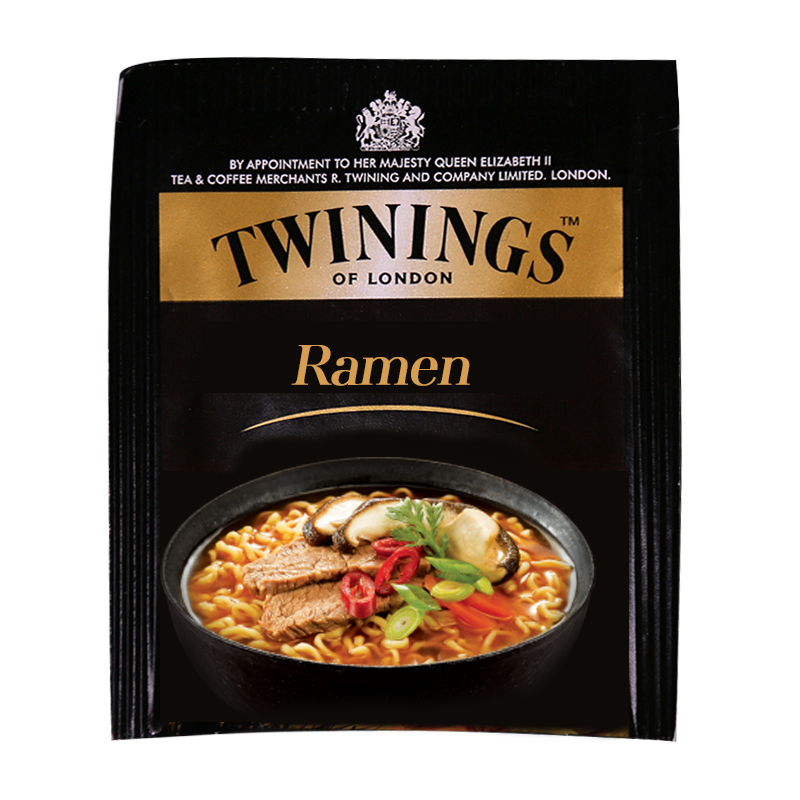 BY APPOINTMENT TO HER MAJESTY QUEEN ELIZABETH II
TEA & COFFEE MERCHANTS R. TWINING AND COMPANY LIMITED. LONDON.
TWININGS™
OF LONDON
Ramen